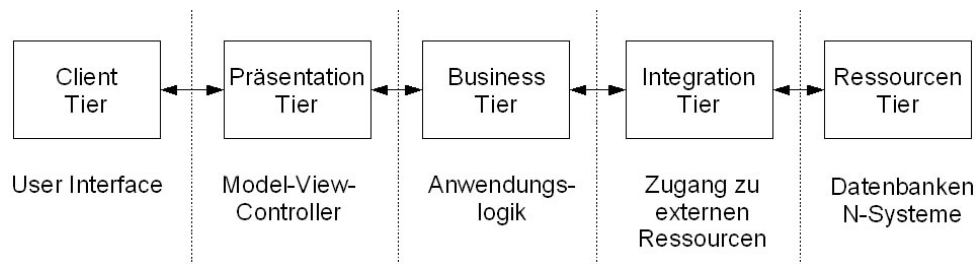 Client
Tier
Präsentation
Tier
Business
Tier
Integration
Tier
Ressourcen
Tier
User Interface
Model-View-
Controller
Anwendungs-
logik
Zugang zu
externen
Ressourcen
Datenbanken
N-Systeme